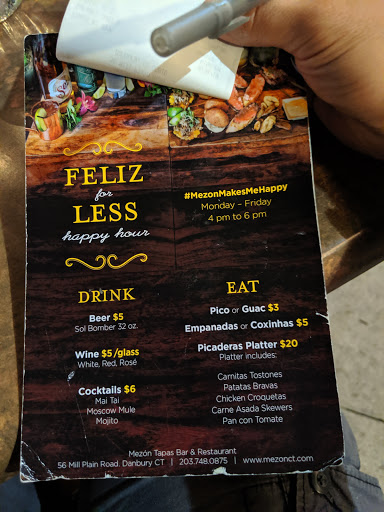 FELIZ
for
LESS
happy hour
#MezonMakesMeHappy
Monday – Friday
4 pm to 6 pm
DRINK
Beer $5
Sol Bomber 32 oz.
Wine $5/glass
White, Red, Rosé
Cocktails $6
Mai Tai
Moscow Mule
Mojito
EAT
Pico or Guac $3
Empanadas or Coxinhas $5
Picaderas Platter $20
Platter includes:
Carnitas Tostones
Patatas Bravas
Chicken Croquetas
Carne Asada Skewers
Pan con Tomate
Mezón Tapas Bar & Restaurant
56 Mill Plain Road. Danbury CT | 203.748.0875 | www.mezonct.com